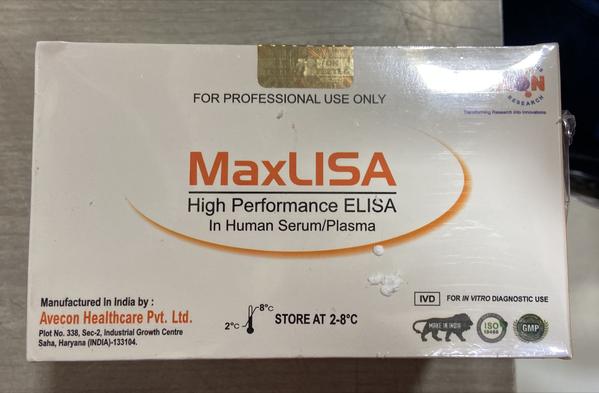 FOR PROFESSIONAL USE ONLY
RESEARCH
Transforming Research into Innovations
MaxLISA
High Performance ELISA
In Human Serum/Plasma
Manufactured In India by :
Avecon Healthcare Pvt. Ltd.
Plot No. 338, Sec-2, Industrial Growth Centre
Saha, Haryana (INDIA)-133104.
2°C
8°C
STORE AT 2-8°C
IVD
FOR IN VITRO DIAGNOSTIC USE
MAKE IN INDIA
ISO
13485
GMP